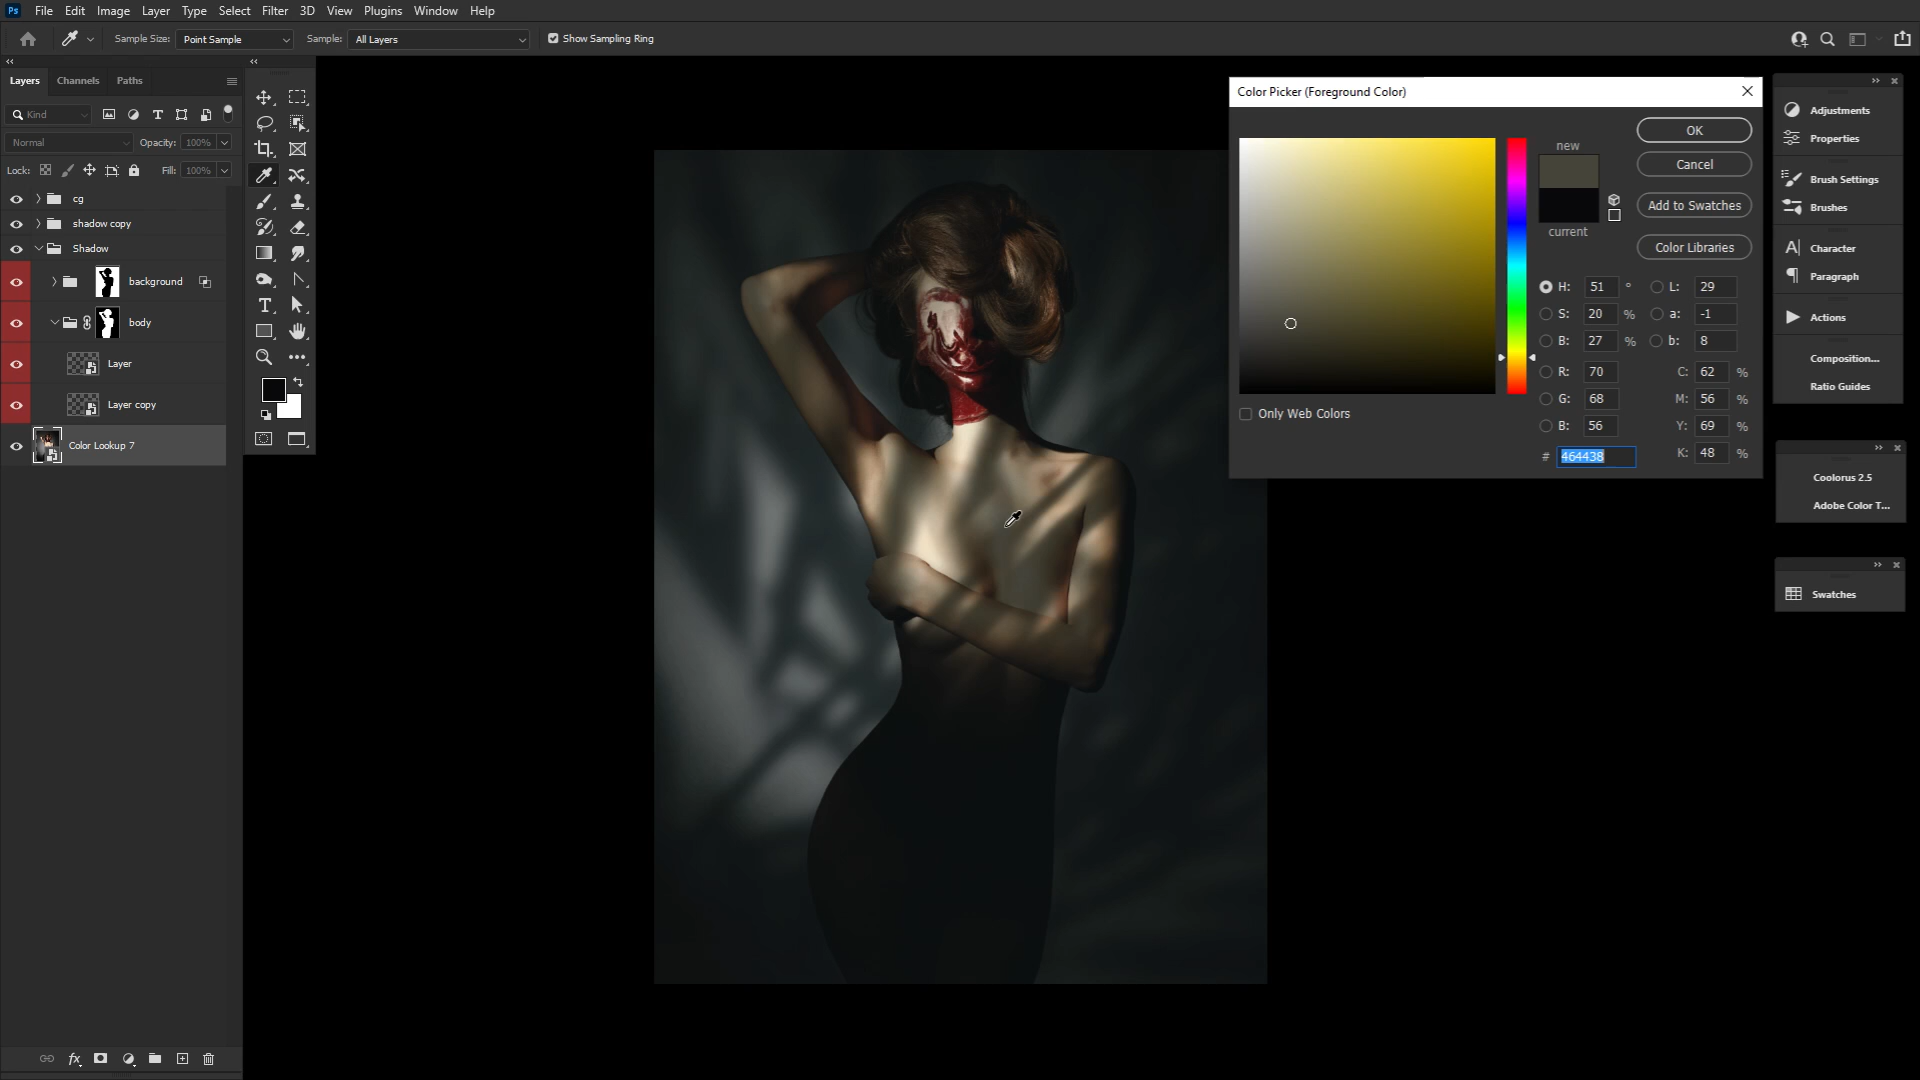 Ps File Edit Image Layer Type Select Filter 3D View Plugins Window Help
Sample Size: Point Sample Sample: All Layers Show Sampling Ring
Layers Channels Paths
Kind
Normal Opacity: 100%
Lock: Fill: 100%
cg
shadow copy
Shadow
background
body
Layer
Layer copy
Color Lookup 7
Color Picker (Foreground Color)
new
current
OK
Cancel
Add to Swatches
Color Libraries
H: 51 ° L: 29
S: 20 % a: -1
B: 27 % b: 8
R: 70 C: 62 %
G: 68 M: 56 %
B: 56 Y: 69 %
# 464438 K: 48 %
Only Web Colors
Adjustments
Properties
Brush Settings
Brushes
Character
Paragraph
Actions
Composition...
Ratio Guides
Coolorus 2.5
Adobe Color T...
Swatches